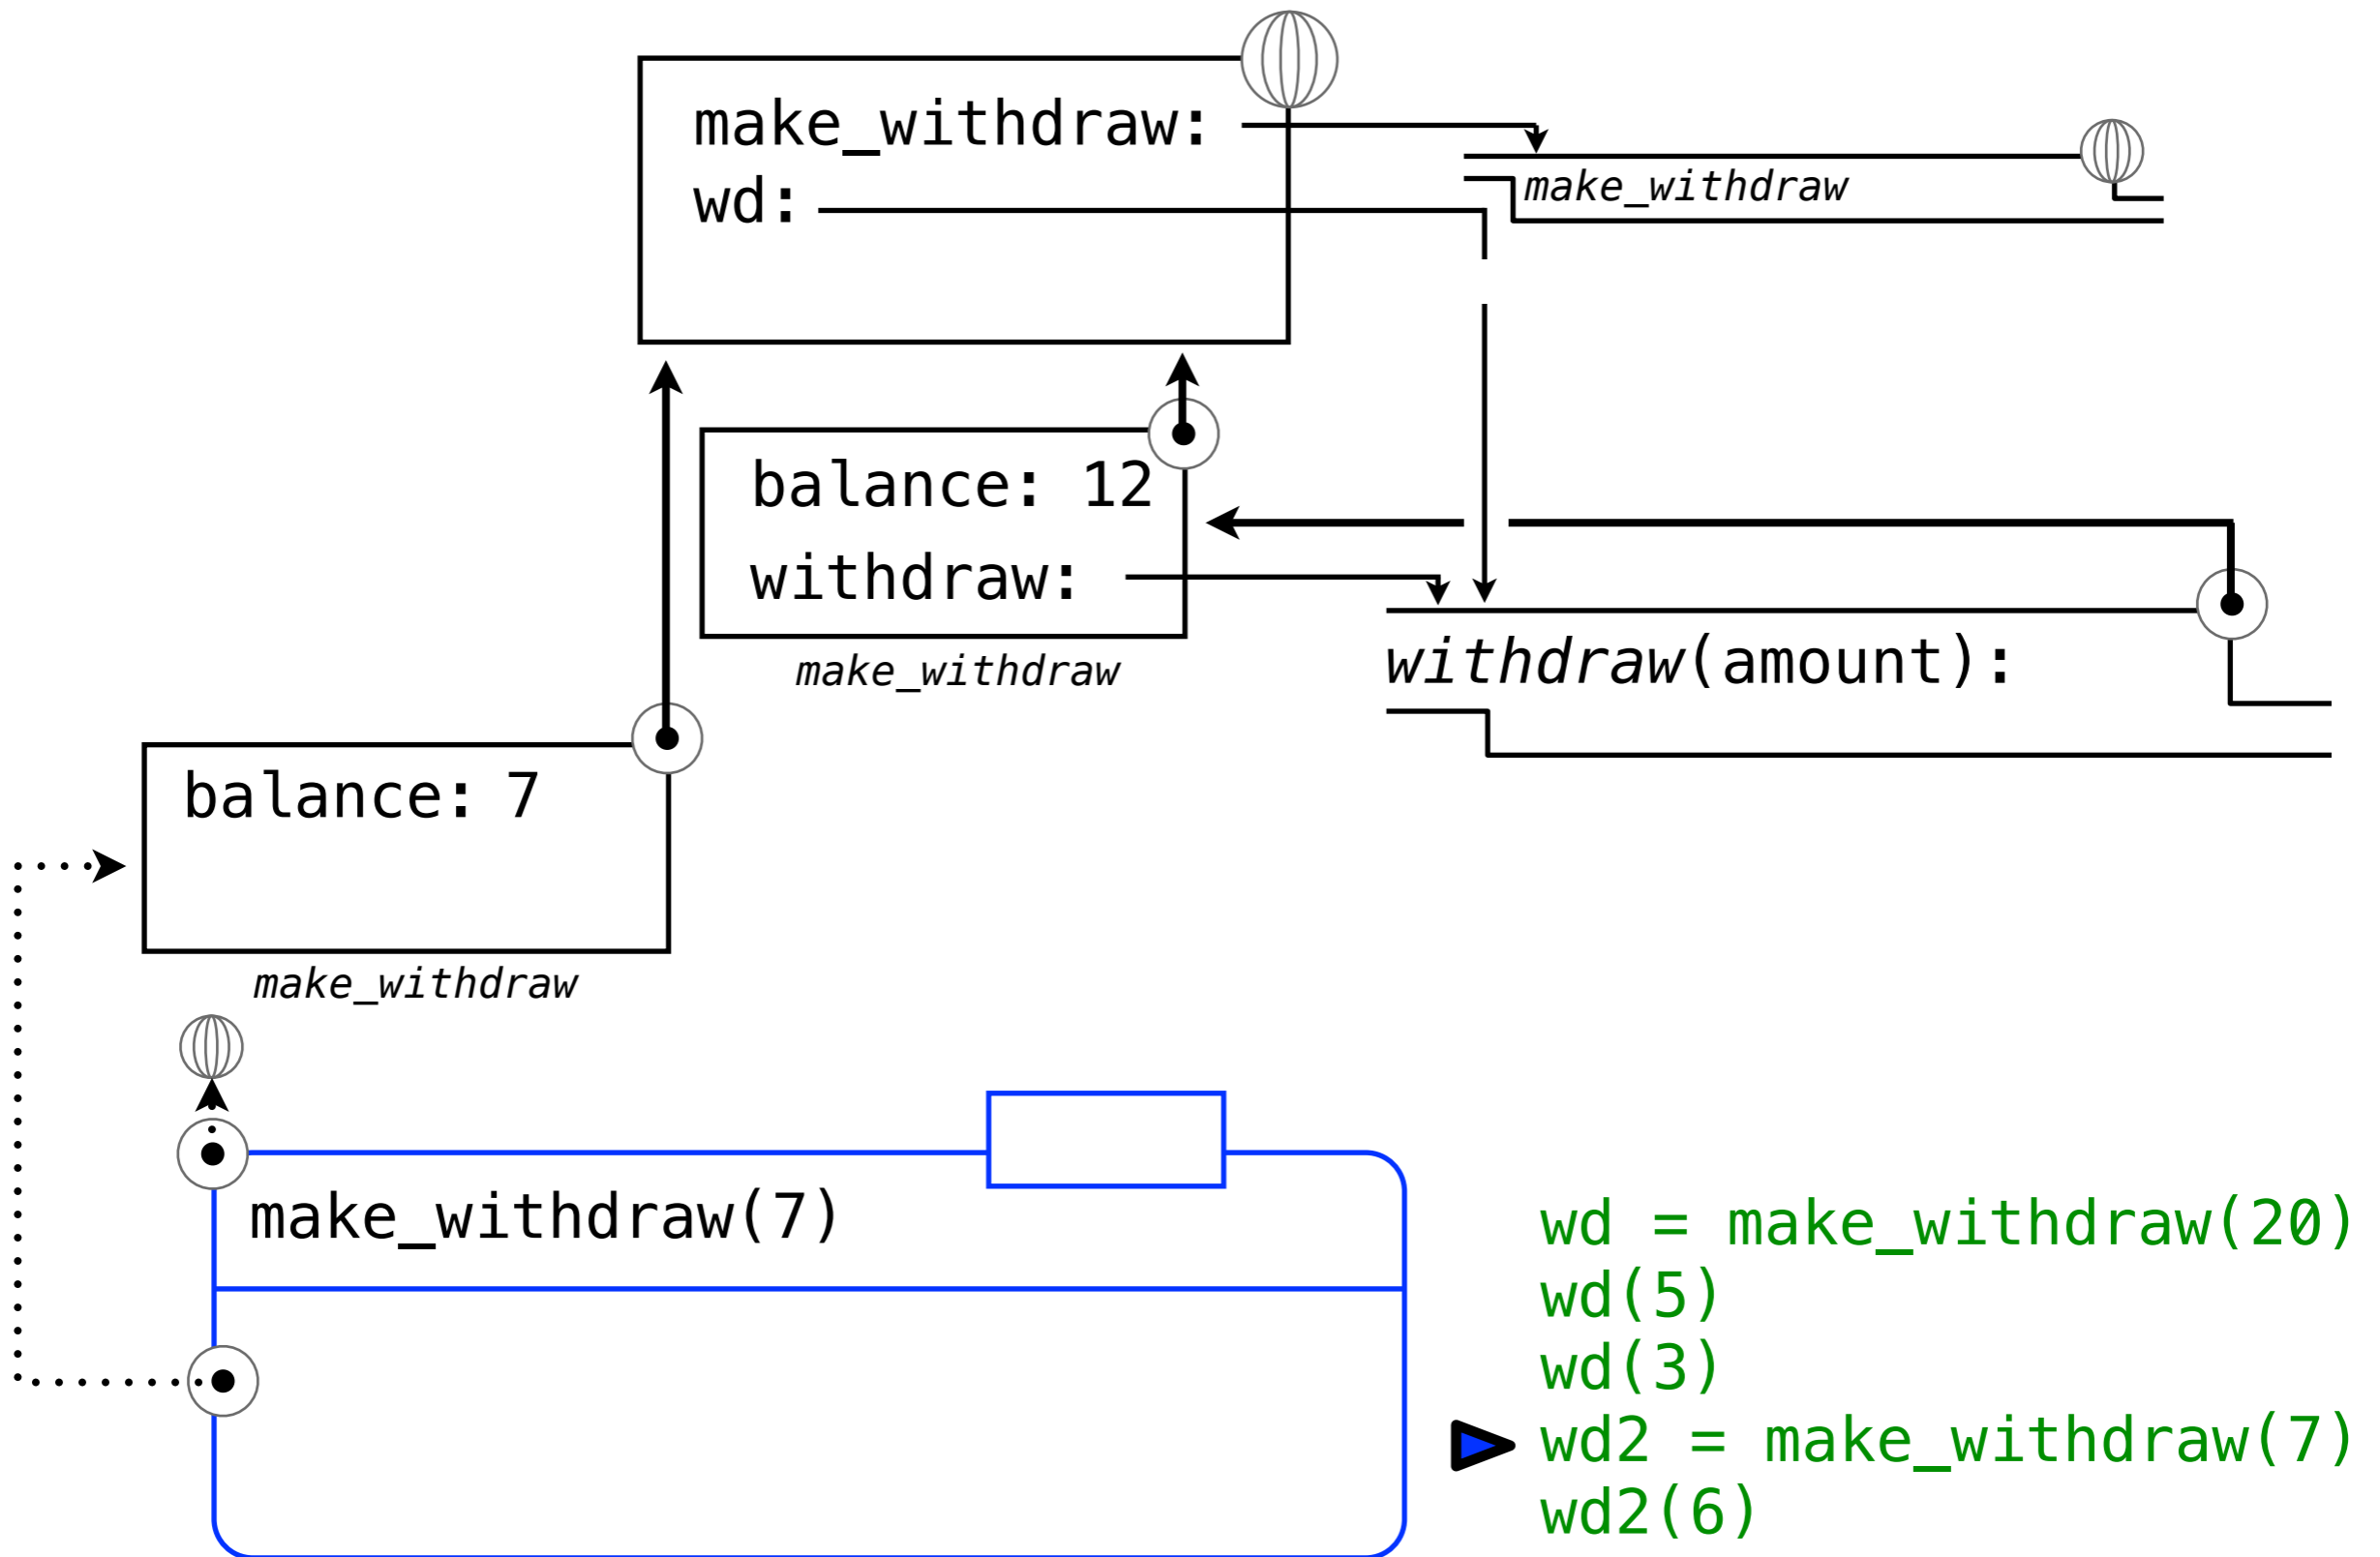 make_withdraw:
wd:
make_withdraw
balance: 12
withdraw:
make_withdraw
withdraw(amount):
balance: 7
make_withdraw
make_withdraw(7)
wd = make_withdraw(20)
wd(5)
wd(3)
wd2 = make_withdraw(7)
wd2(6)